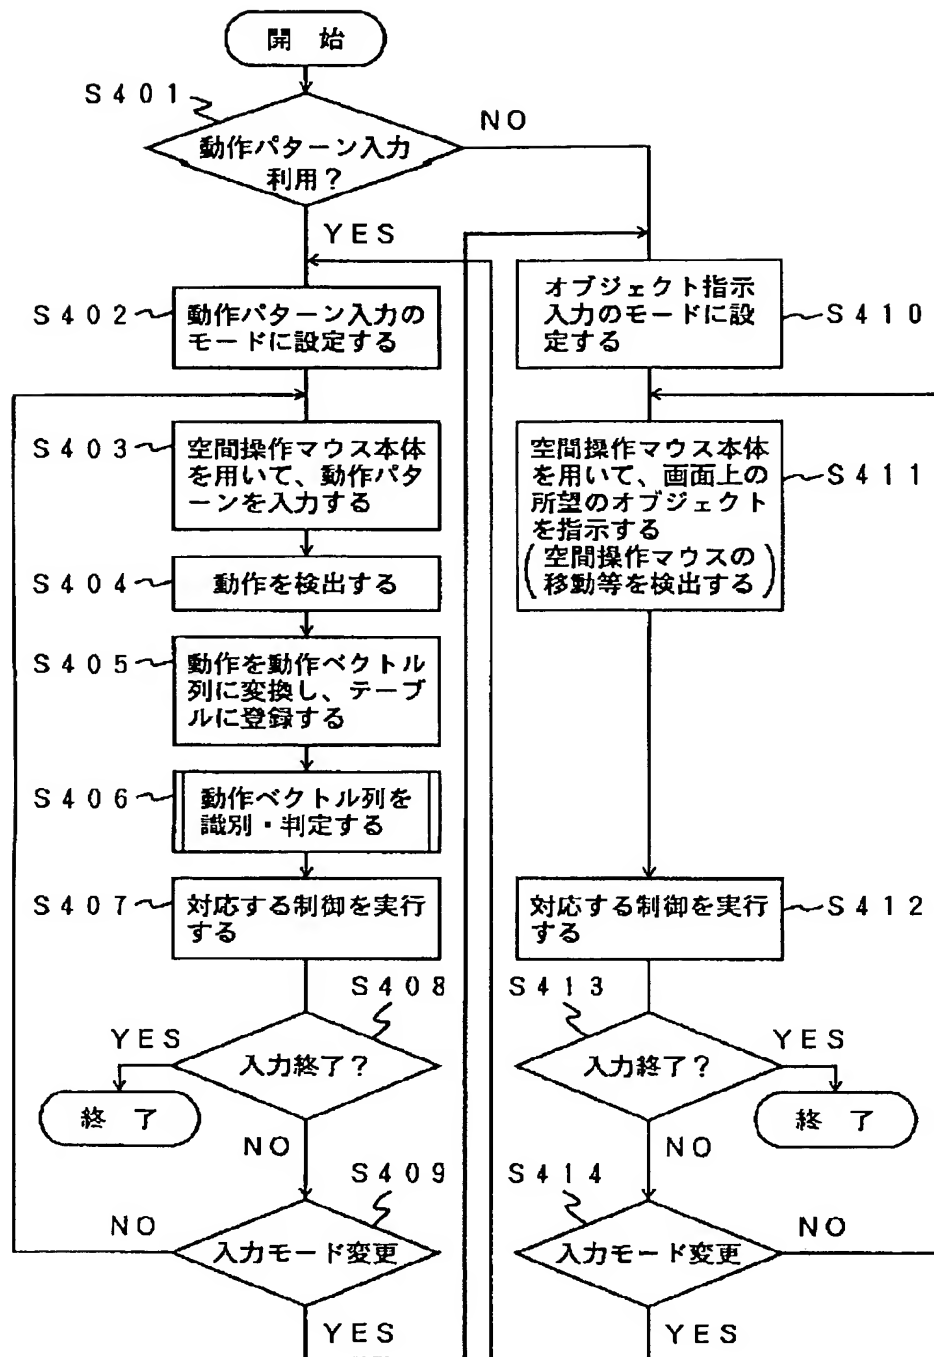 開 始
S401
動作パターン入力
利用?
NO
YES
S402
動作パターン入力の
モードに設定する
オブジェクト指示
入力のモードに設
定する
S410
S403
空間操作マウス本体
を用いて、動作パタ
ーンを入力する
空間操作マウス本体
を用いて、画面上の
所望のオブジェクト
を指示する
(空間操作マウスの
移動等を検出する)
S411
S404
動作を検出する
S405
動作を動作ベクトル
列に変換し、テーブ
ルに登録する
S406
動作ベクトル列を
識別・判定する
S407
対応する制御を実行
する
対応する制御を実行
する
S412
S408
YES
入力終了?
終 了
NO
S413
入力終了?
YES
終 了
NO
S409
NO
入力モード変更
YES
S414
入力モード変更
NO
YES